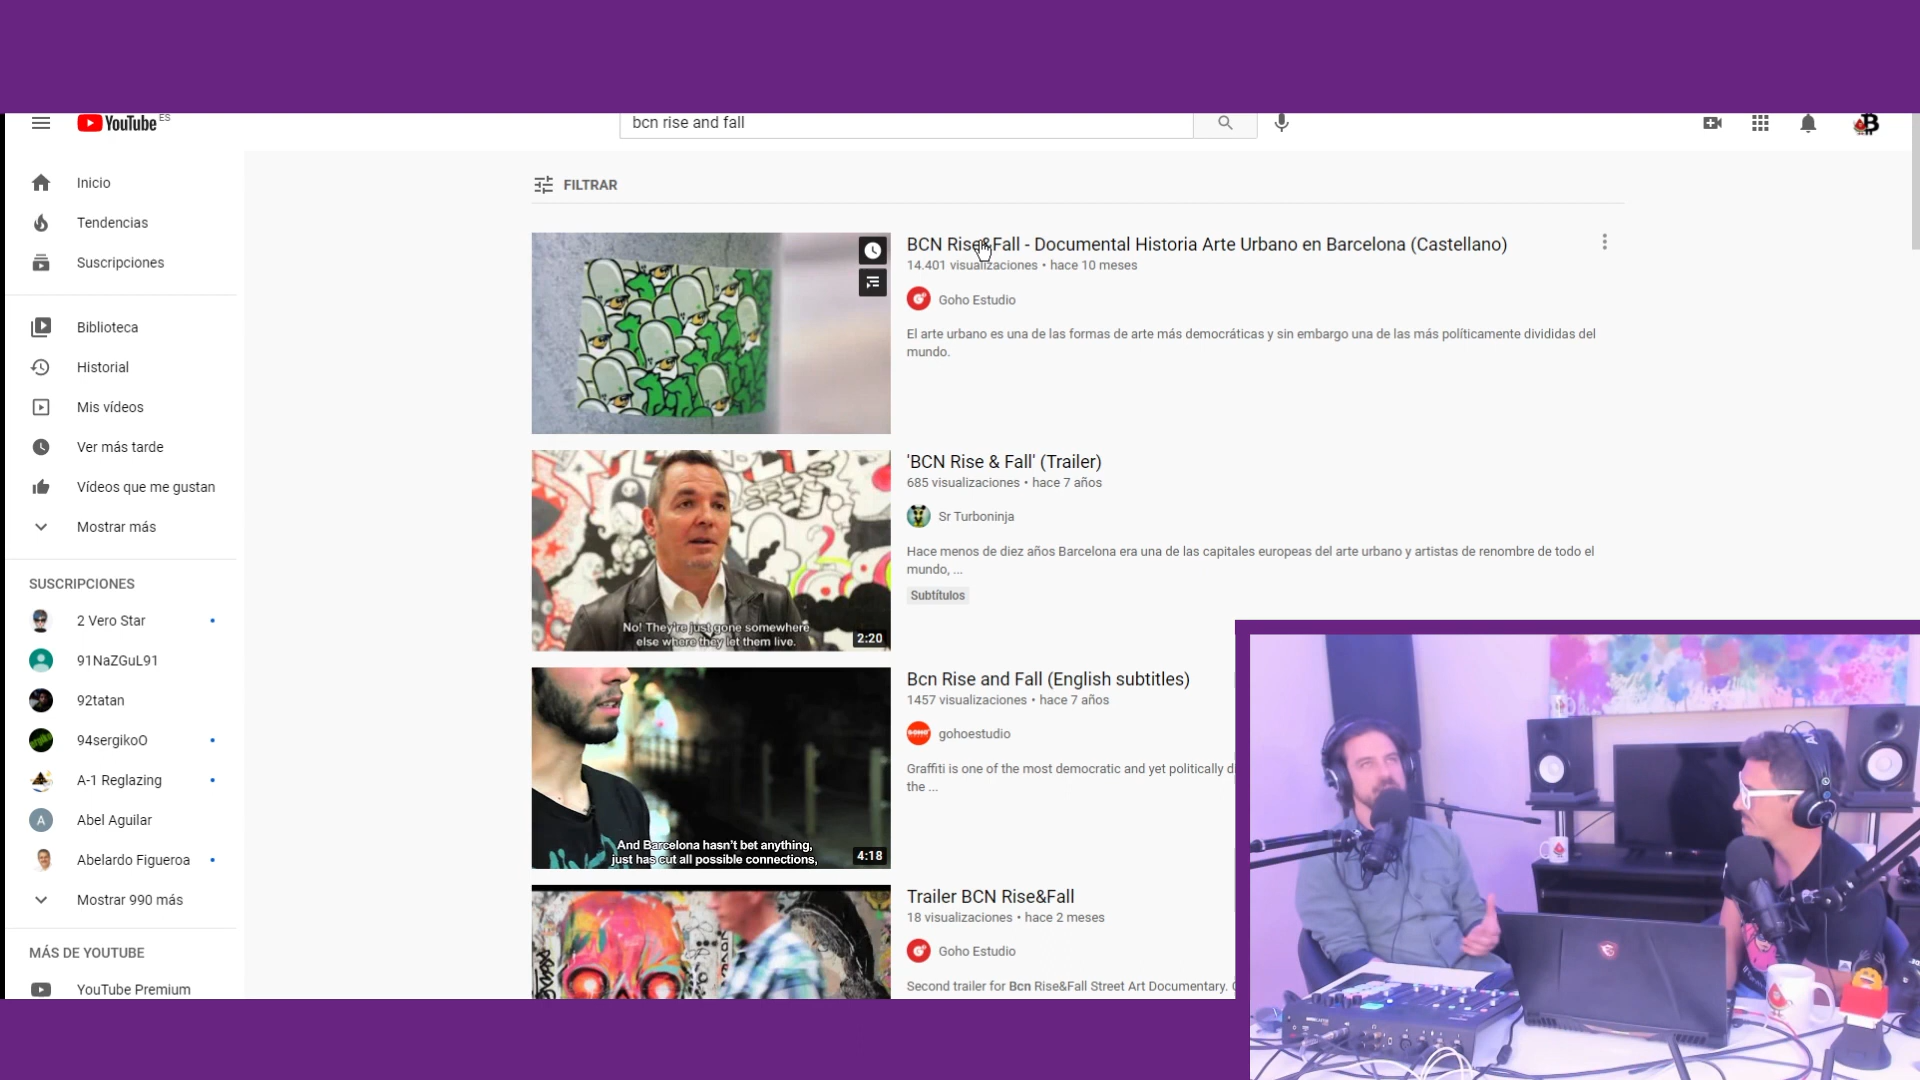 YouTube ES
bcn rise and fall
Inicio
Tendencias
Suscripciones
Biblioteca
Historial
Mis vídeos
Ver más tarde
Vídeos que me gustan
Mostrar más
SUSCRIPCIONES
2 Vero Star
91NaZGuL91
92tatan
94sergikoO
A-1 Reglazing
A
Abel Aguilar
Abelardo Figueroa
Mostrar 990 más
MÁS DE YOUTUBE
YouTube Premium
FILTRAR
BCN Rise&Fall - Documental Historia Arte Urbano en Barcelona (Castellano)
14.401 visualizaciones • hace 10 meses
Goho Estudio
El arte urbano es una de las formas de arte más democráticas y sin embargo una de las más políticamente divididas del
mundo.
No! They're just gone somewhere
else where they let them live.
2:20
'BCN Rise & Fall' (Trailer)
685 visualizaciones • hace 7 años
Sr Turboninja
Hace menos de diez años Barcelona era una de las capitales europeas del arte urbano y artistas de renombre de todo el
mundo, ...
Subtítulos
And Barcelona hasn't bet anything,
just has cut all possible connections,
4:18
Bcn Rise and Fall (English subtitles)
1457 visualizaciones • hace 7 años
gohoestudio
Graffiti is one of the most democratic and yet politically d
the ...
Trailer BCN Rise&Fall
18 visualizaciones • hace 2 meses
Goho Estudio
Second trailer for Bcn Rise&Fall Street Art Documentary.